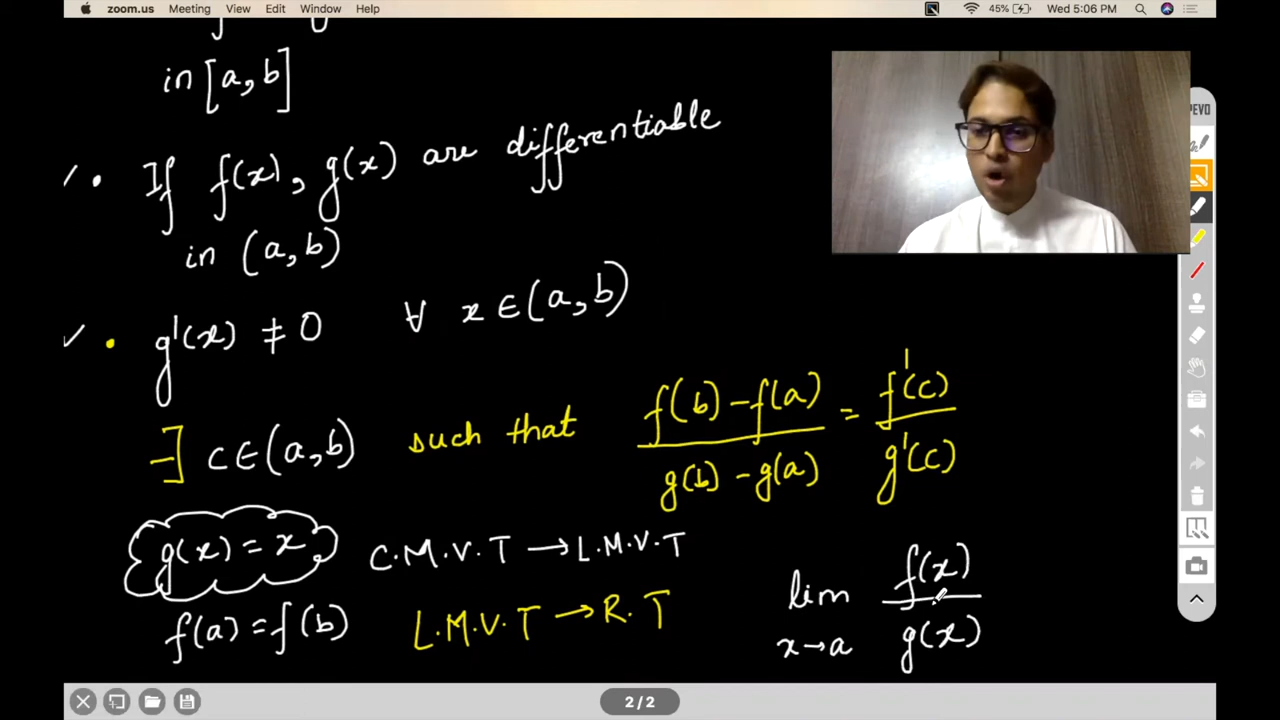 zoom.us Meeting View Edit Window Help 45% Wed 5:06 PM
in [a, b]
• If f(x), g(x) are differentiable
in (a, b)
• g'(x) ≠ 0 ∀ x ∈ (a, b)
∃ c ∈ (a, b) such that (f(b) – f(a))/(g(b) – g(a)) = f'(c)/g'(c)
g(x) = x C.M.V.T → L.M.V.T
f(a) = f(b) L.M.V.T → R.T
lim x→a f(x)/g(x)
2/2